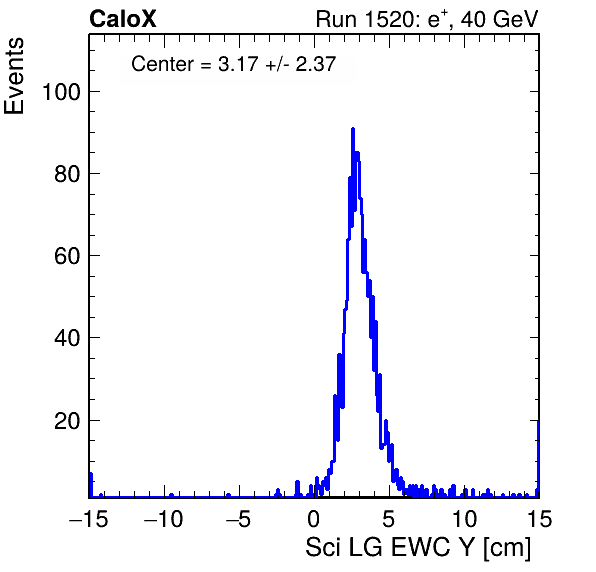 CaloX Run 1520: e⁺, 40 GeV
Center = 3.17 +/- 2.37
Events
100
80
60
40
20
−15 −10 −5 0 5 10 15
Sci LG EWC Y [cm]